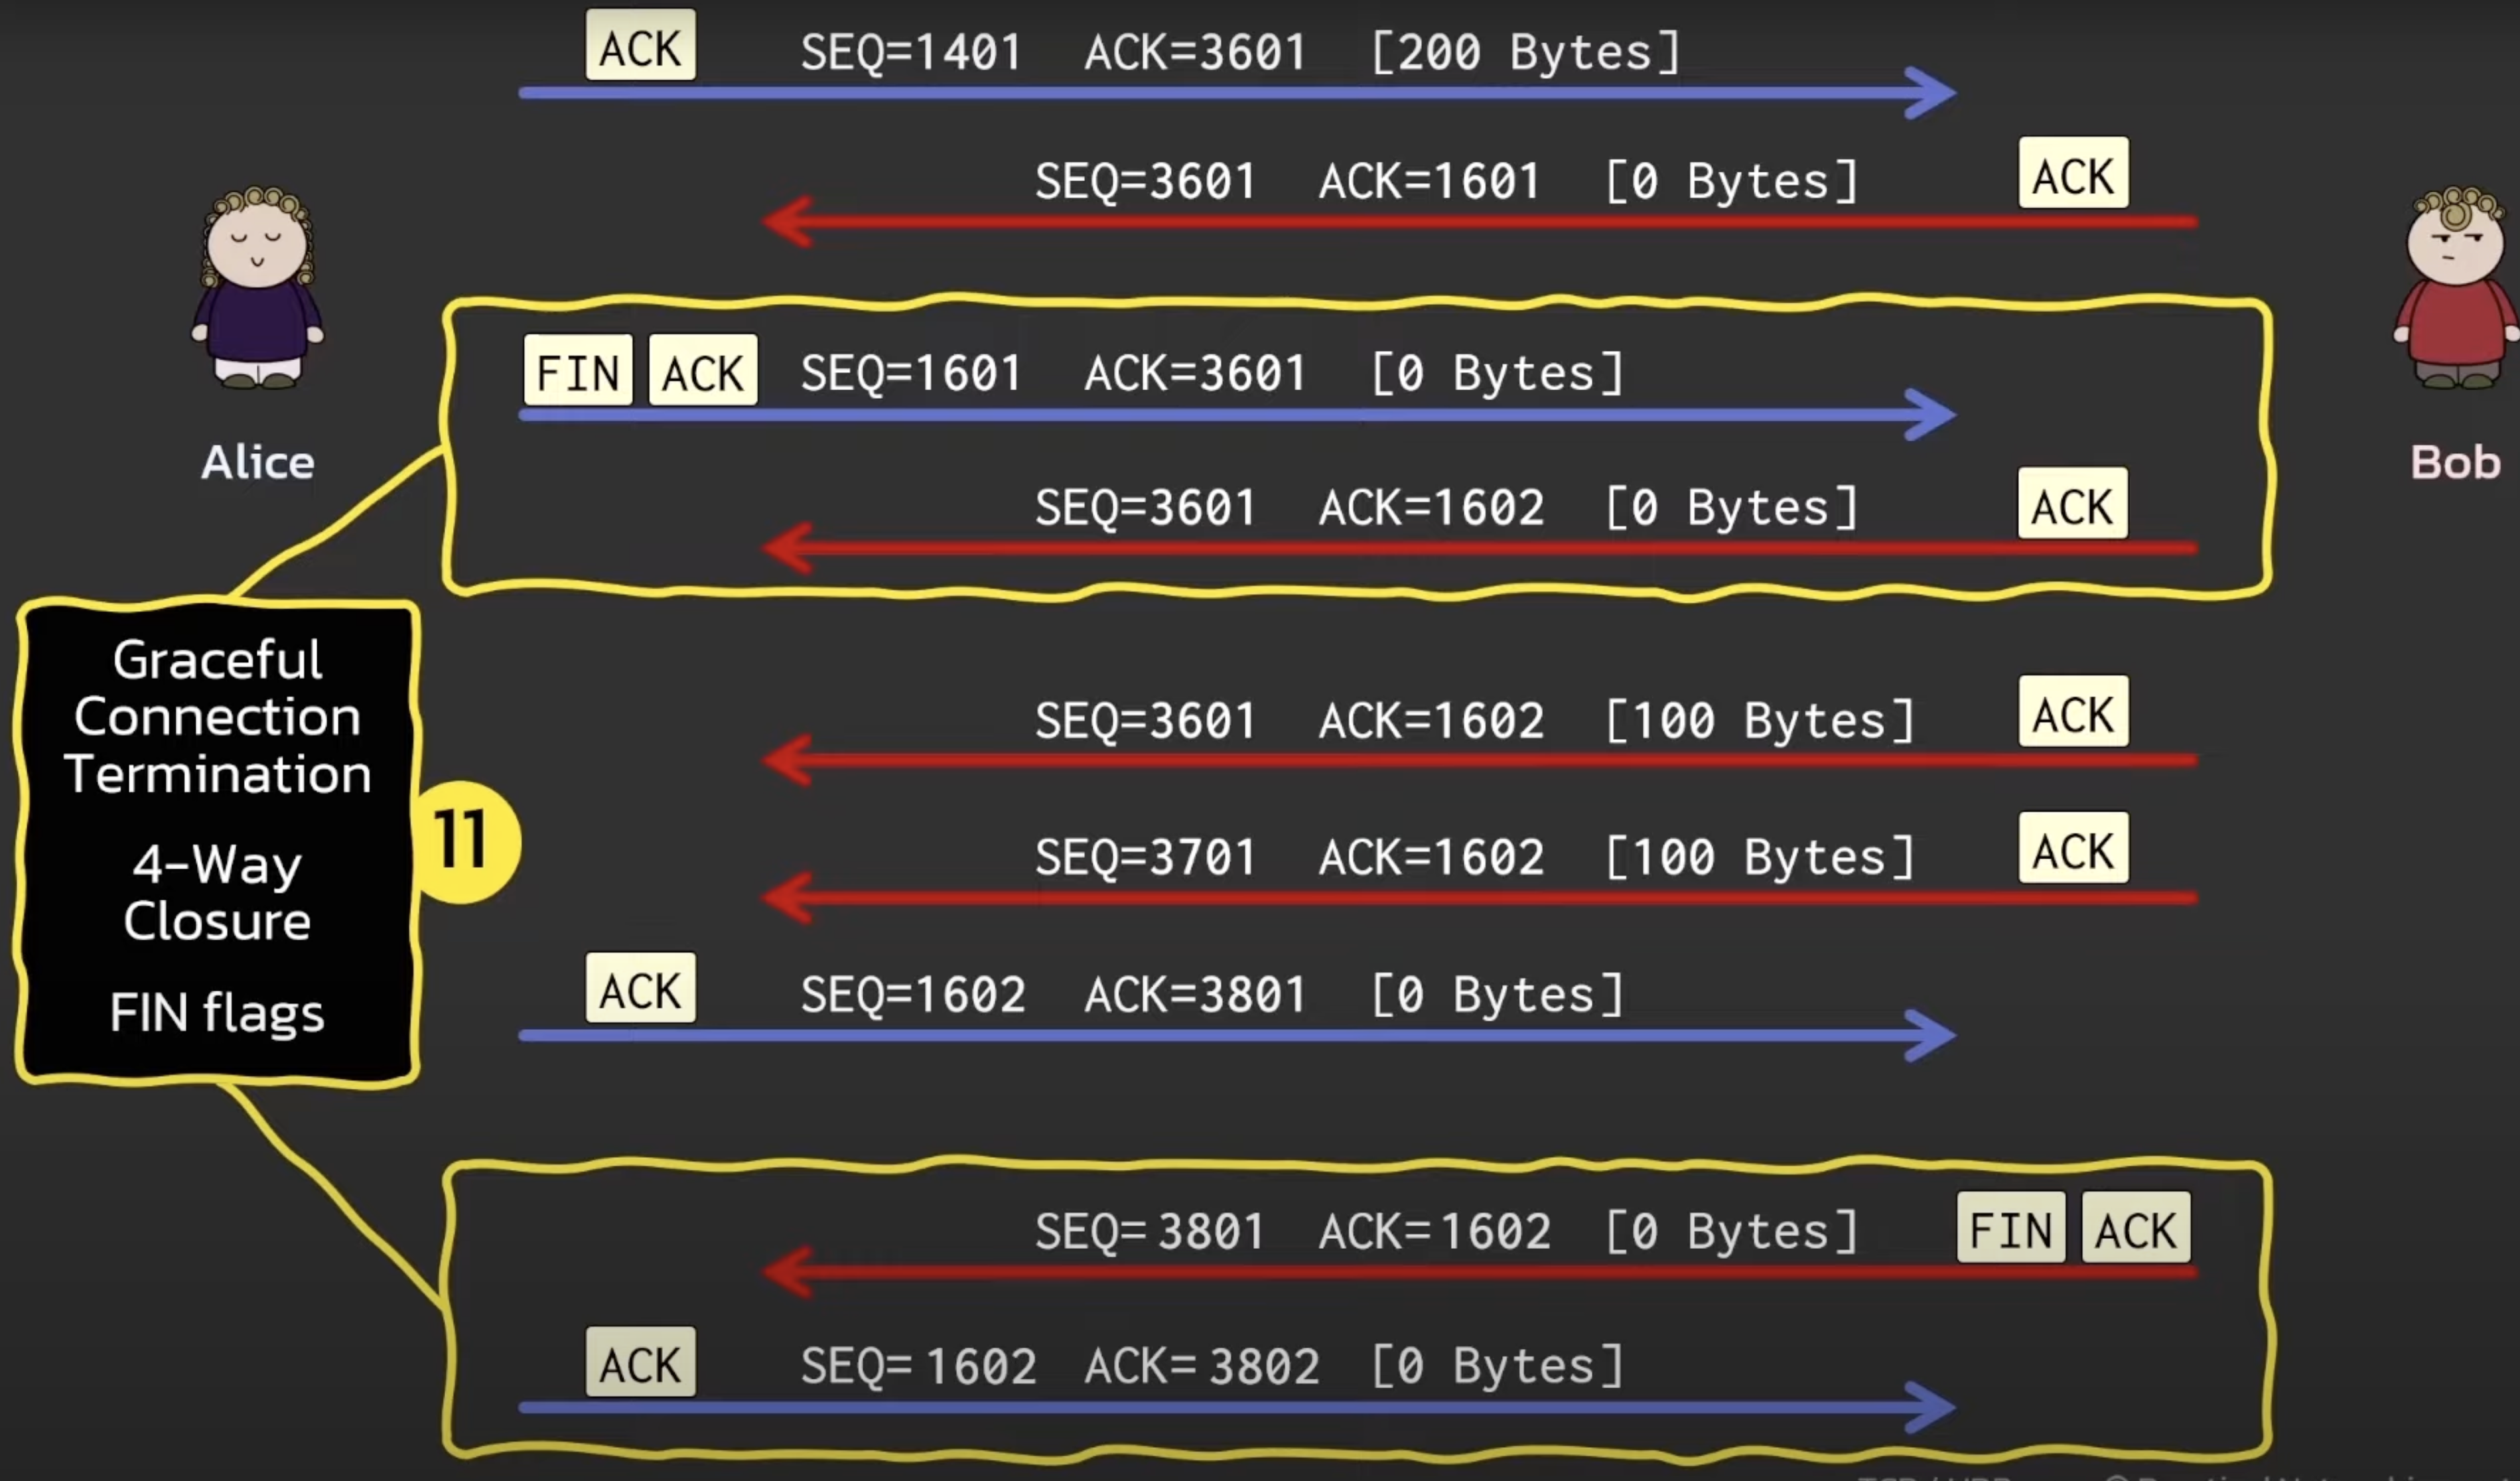 ACK SEQ=1401 ACK=3601 [200 Bytes]
SEQ=3601 ACK=1601 [0 Bytes] ACK
FIN ACK SEQ=1601 ACK=3601 [0 Bytes]
Alice
Bob
SEQ=3601 ACK=1602 [0 Bytes] ACK
Graceful
Connection
Termination
4-Way
Closure
FIN flags
11
SEQ=3601 ACK=1602 [100 Bytes] ACK
SEQ=3701 ACK=1602 [100 Bytes] ACK
ACK SEQ=1602 ACK=3801 [0 Bytes]
SEQ=3801 ACK=1602 [0 Bytes] FIN ACK
ACK SEQ=1602 ACK=3802 [0 Bytes]